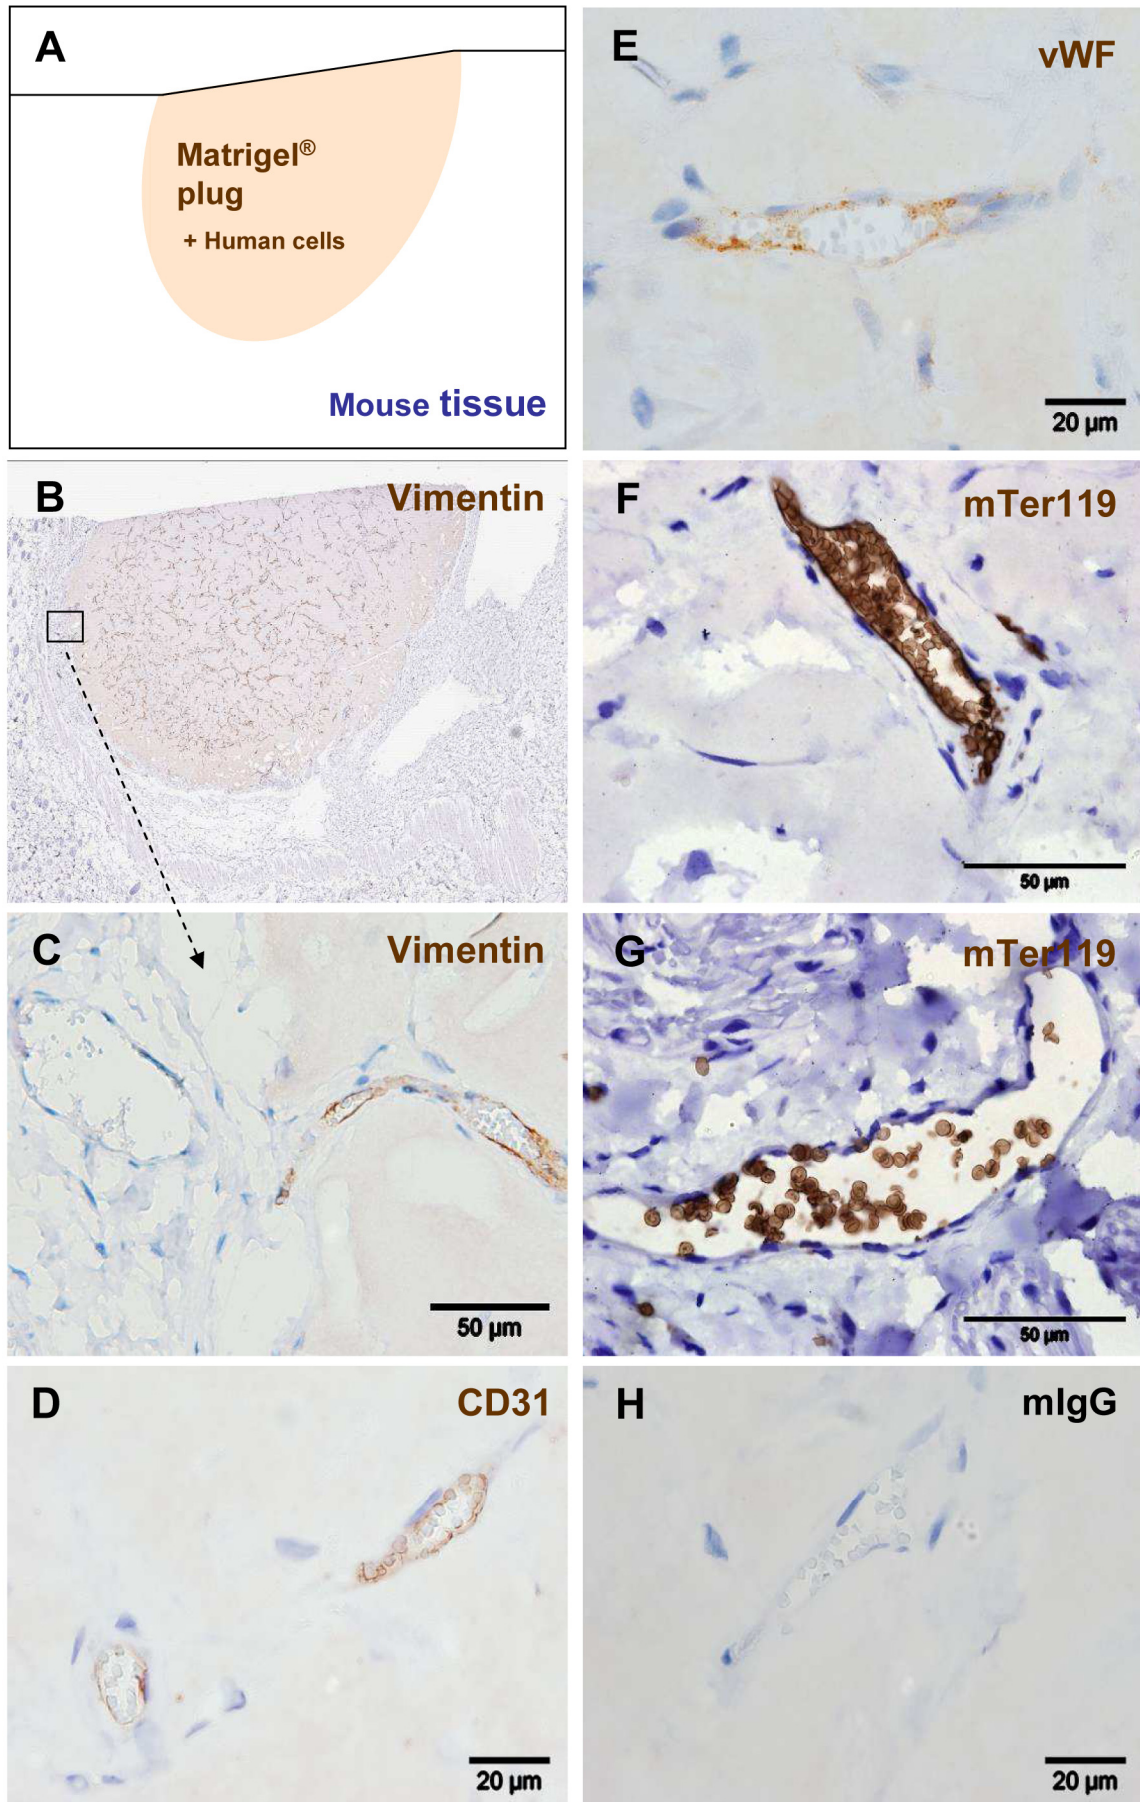 A
Matrigel®
plug
+ Human cells
Mouse tissue
B
Vimentin
C
Vimentin
50 µm
D
CD31
20 µm
E
vWF
20 µm
F
mTer119
50 µm
G
mTer119
50 µm
H
mIgG
20 µm